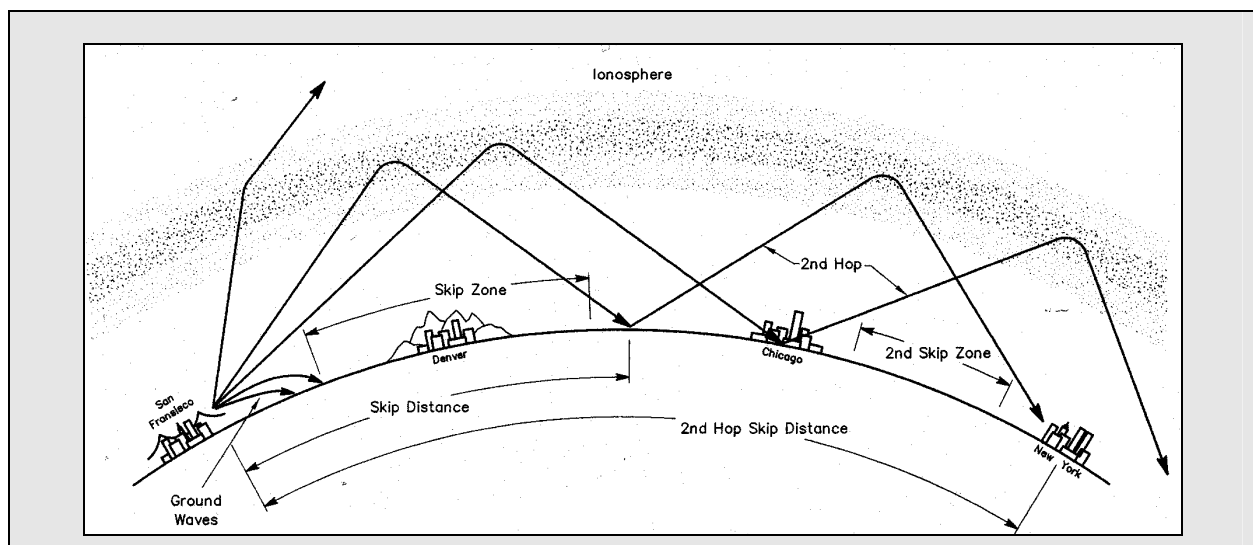 Ionosphere
2nd Hop
Skip Zone
Denver
Chicago
2nd Skip Zone
San
Fransisco
Skip Distance
2nd Hop Skip Distance
New York
Ground
Waves